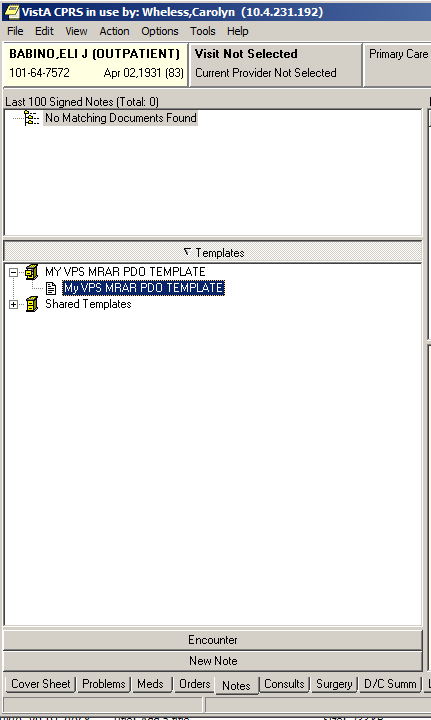 VistA CPRS in use by: Wheless,Carolyn (10.4.231.192)
File Edit View Action Options Tools Help
BABINO,ELI J (OUTPATIENT) Visit Not Selected Primary Care
101-64-7572 Apr 02,1931 (83) Current Provider Not Selected
Last 100 Signed Notes (Total: 0)
No Matching Documents Found
Templates
MY VPS MRAR PDO TEMPLATE
My VPS MRAR PDO TEMPLATE
Shared Templates
Encounter
New Note
Cover Sheet Problems Meds Orders Notes Consults Surgery D/C Summ